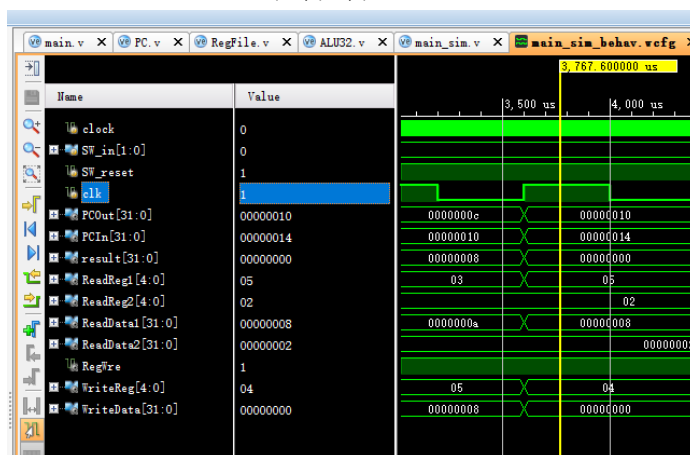 main.v X PC.v X RegFile.v X ALU32.v X main_sim.v X main_sim_behav.wcfg
3,767.600000 us
Name Value
3,500 us 4,000 us
clock 0
SW_in[1:0] 0
SW_reset 1
clk 1
PCOut[31:0] 00000010 0000000c 00000010
PCIn[31:0] 00000014 00000010 00000014
result[31:0] 00000000 00000008 00000000
ReadReg1[4:0] 05 03 05
ReadReg2[4:0] 02 02
ReadData1[31:0] 00000008 0000000a 00000008
ReadData2[31:0] 00000002 0000000
RegWre 1
WriteReg[4:0] 04 05 04
WriteData[31:0] 00000000 00000008 00000000